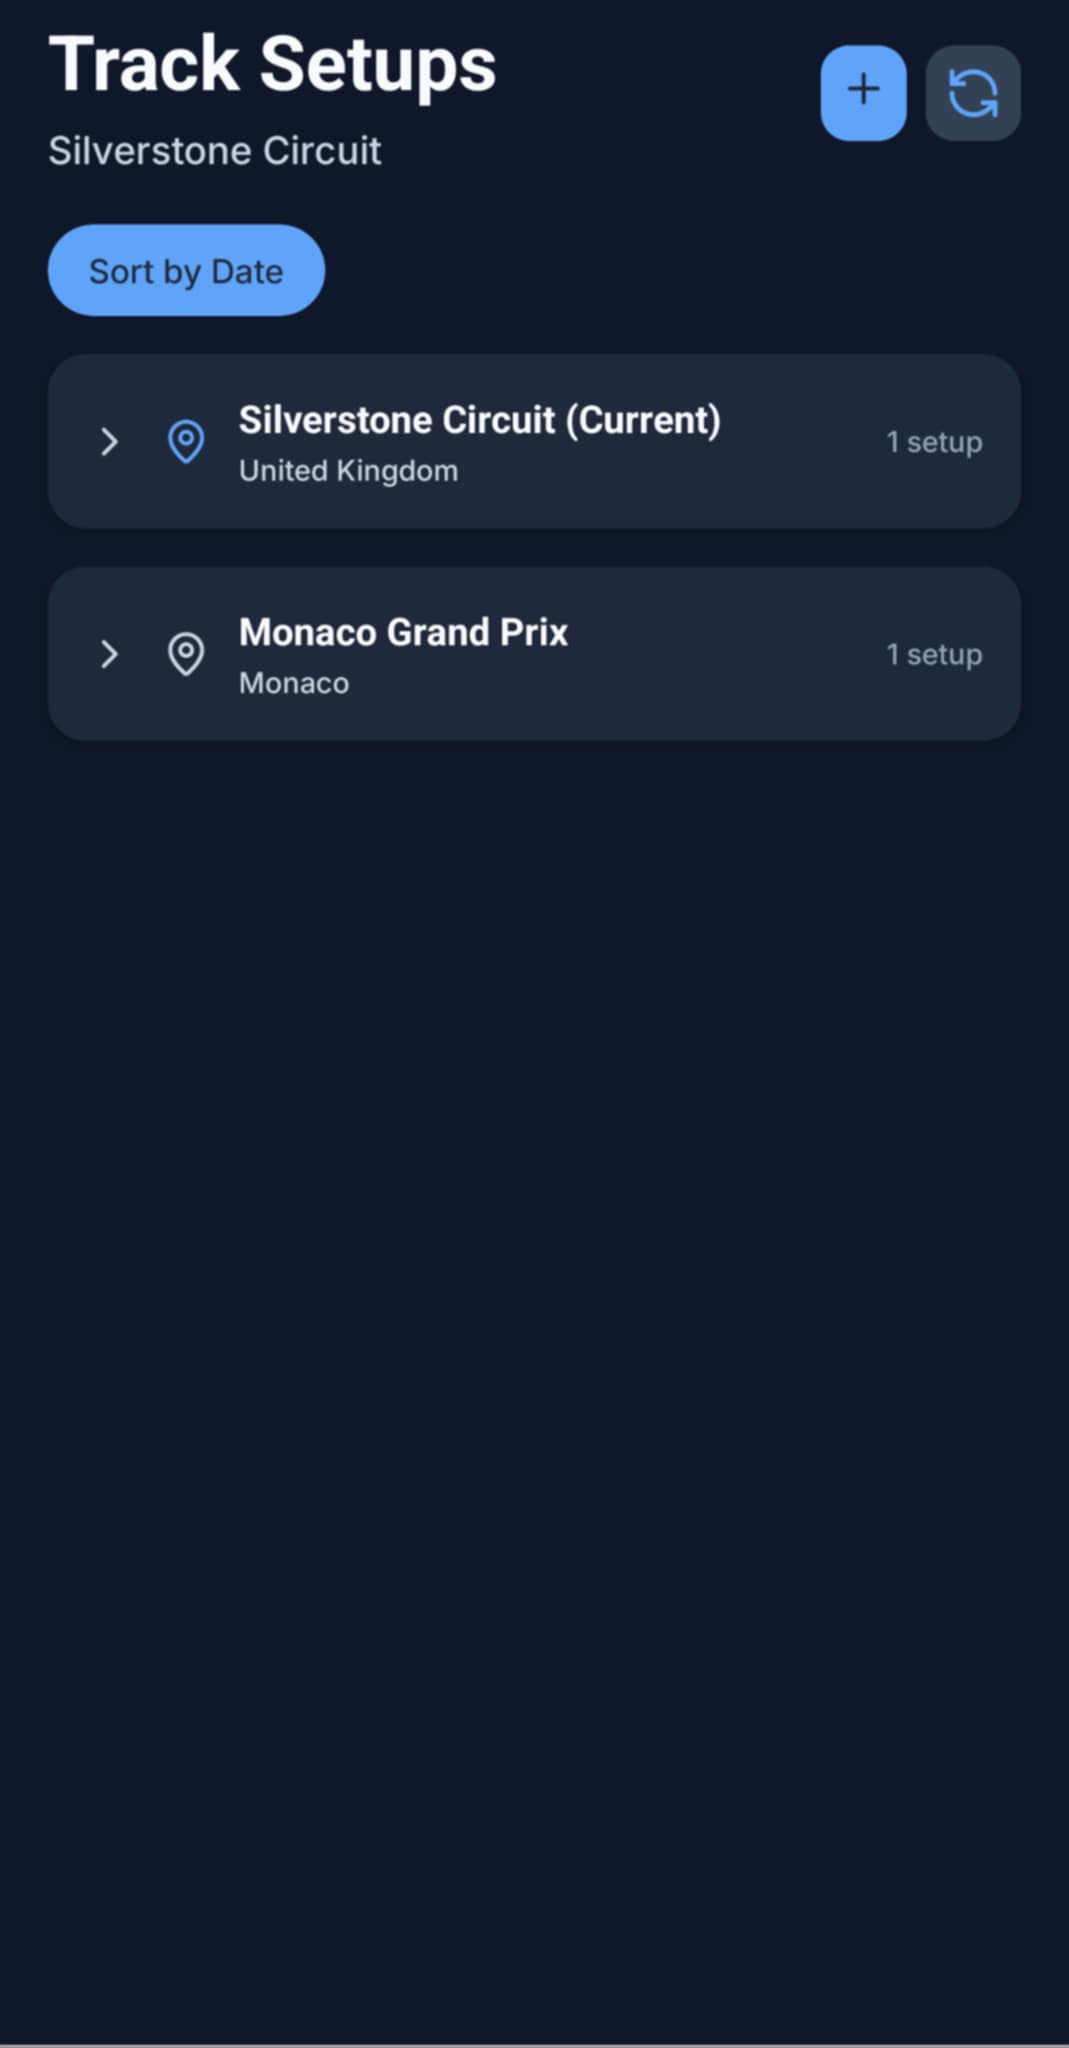 Track Setups
Silverstone Circuit
Sort by Date
Silverstone Circuit (Current)
United Kingdom
1 setup
Monaco Grand Prix
Monaco
1 setup